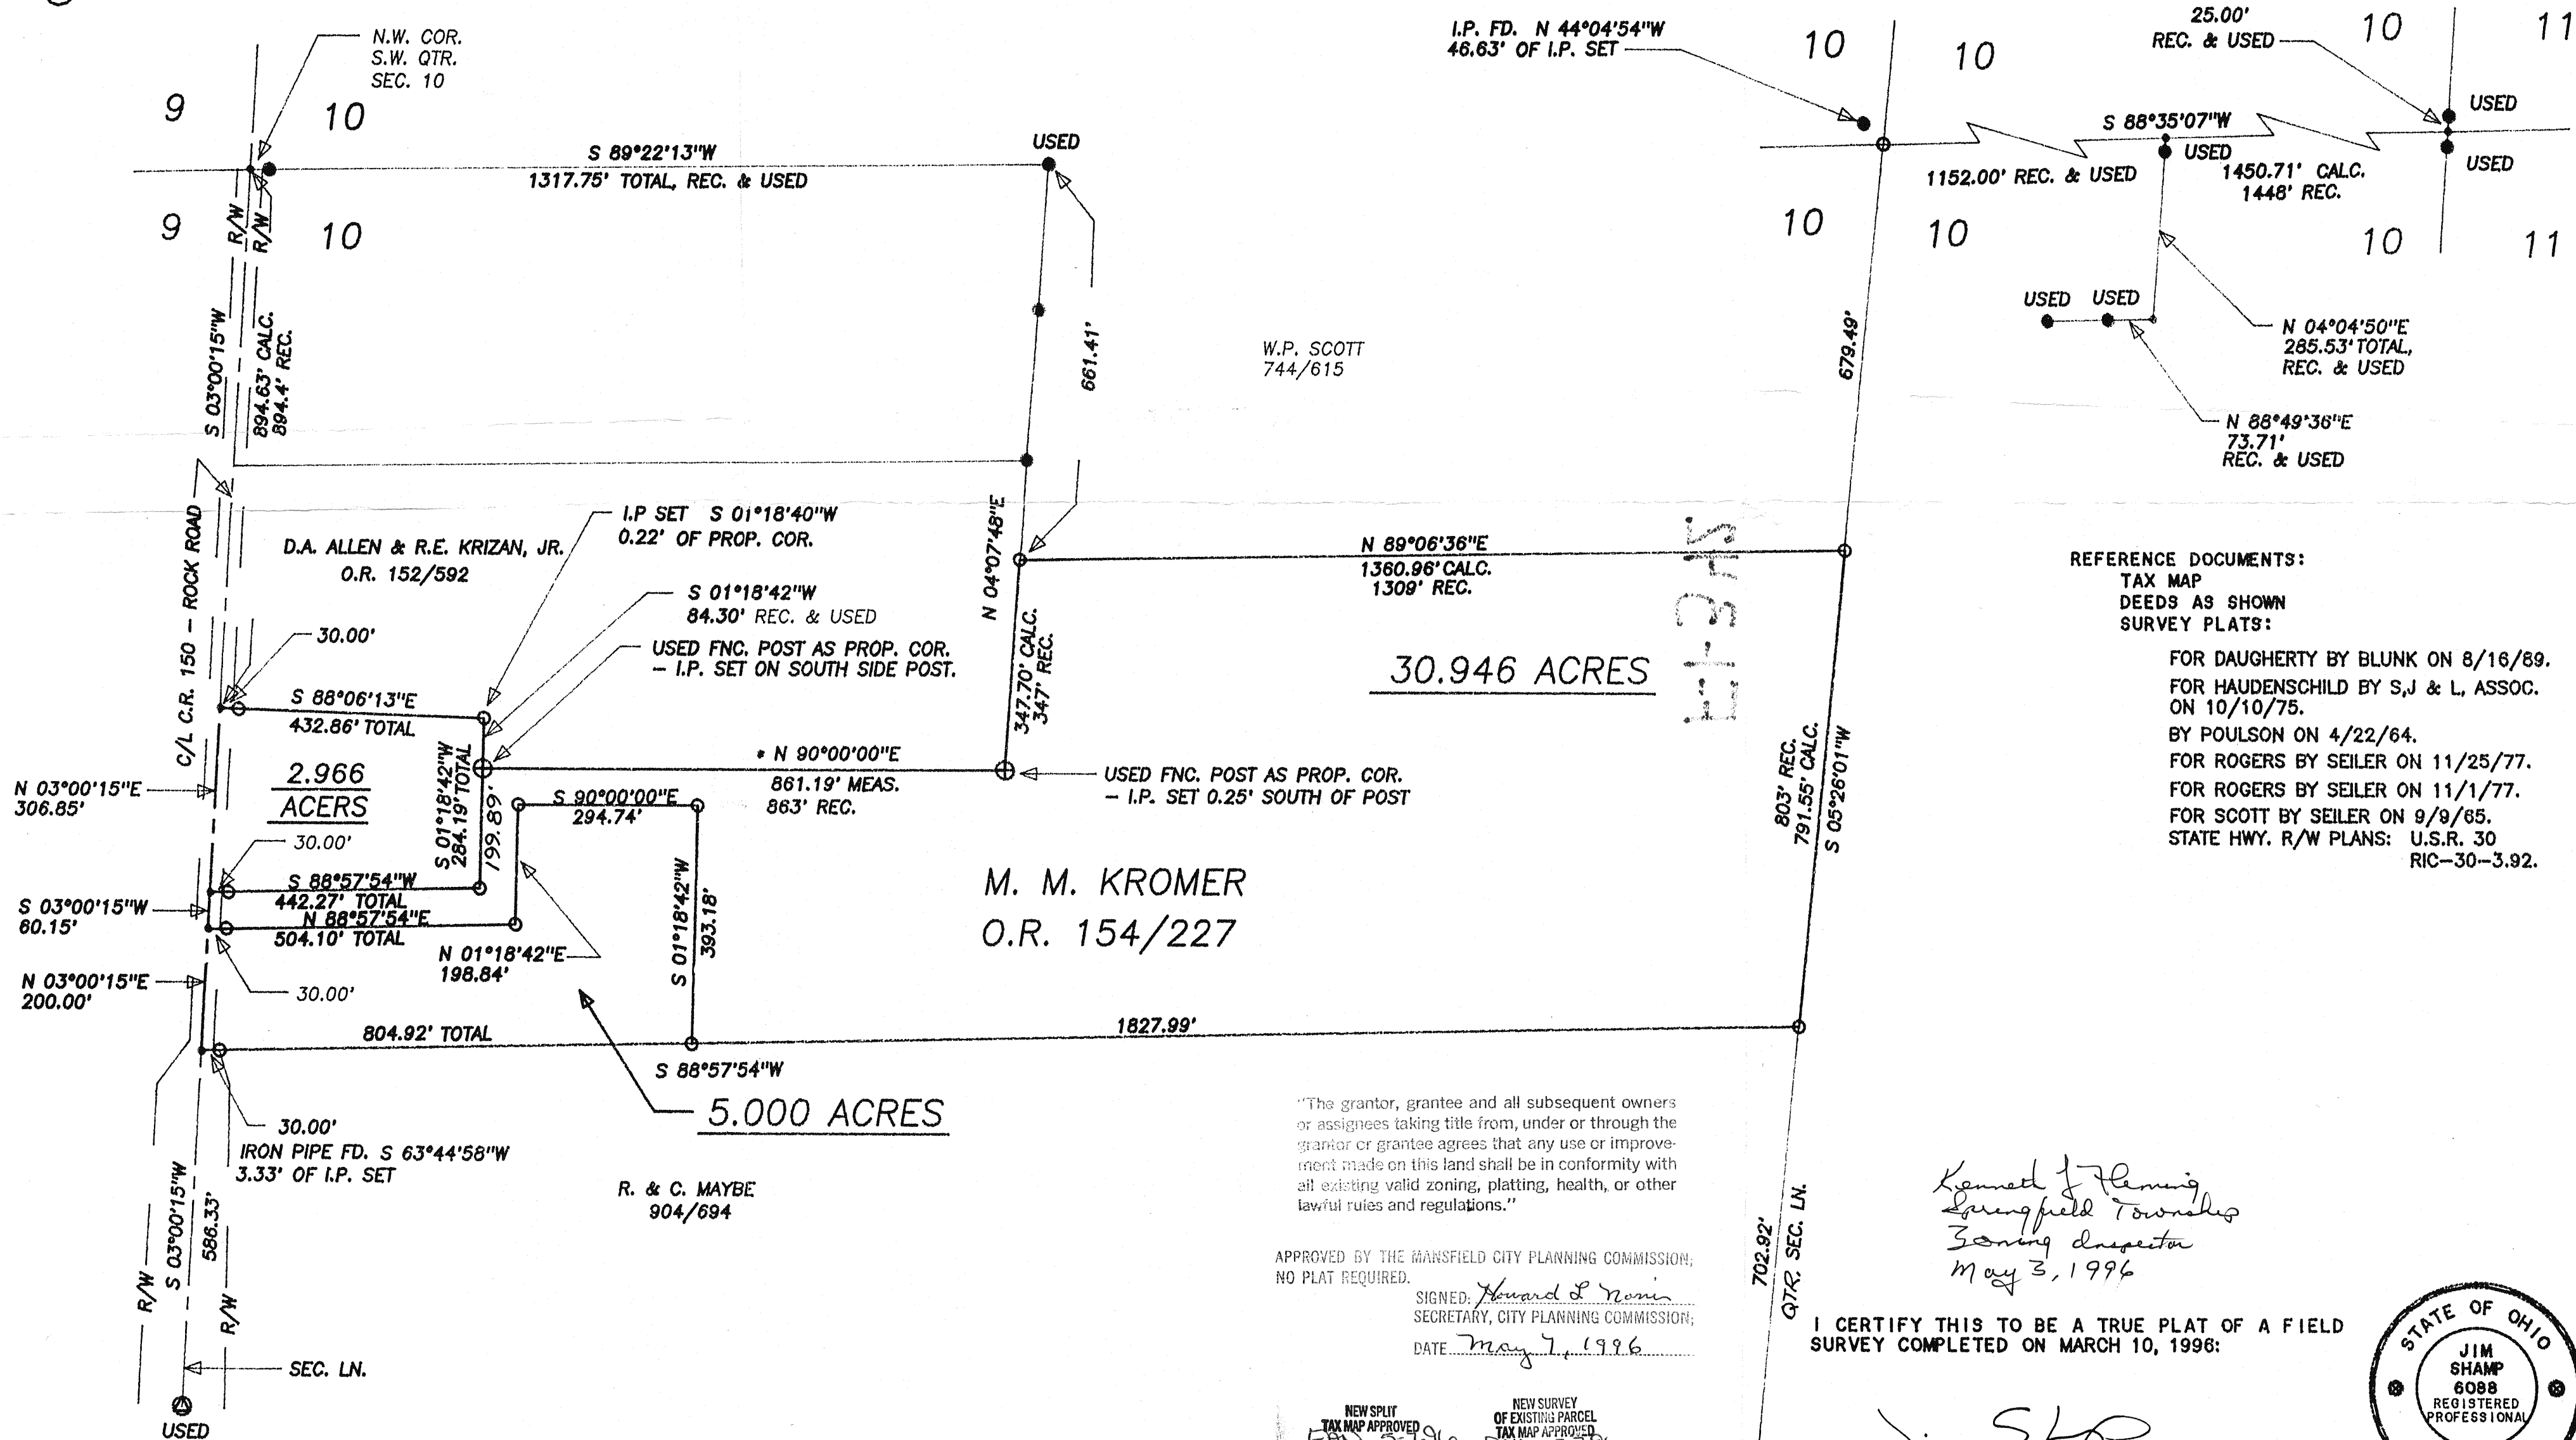 N.W. COR.
S.W. QTR.
SEC. 10
9
10
9
10
S 89°22'13"W
1317.75' TOTAL, REC. & USED
USED
I.P. FD. N 44°04'54"W
46.63' OF I.P. SET
10
10
10
10
25.00'
REC. & USED
10
11
USED
USED
10
11
S 88°35'07"W
USED
1152.00' REC. & USED
1450.71' CALC.
1448' REC.
USED USED
N 04°04'50"E
285.53' TOTAL,
REC. & USED
N 88°49'36"E
73.71'
REC. & USED
R/W
R/W
S 03°00'15"W
894.63' CALC.
894.4' REC.
661.41'
W.P. SCOTT
744/615
679.49'
C/L C.R. 150 - ROCK ROAD
D.A. ALLEN & R.E. KRIZAN, JR.
O.R. 152/592
I.P SET S 01°18'40"W
0.22' OF PROP. COR.
S 01°18'42"W
84.30' REC. & USED
USED FNC. POST AS PROP. COR.
- I.P. SET ON SOUTH SIDE POST.
N 04°07'48"E
347.70' CALC.
347' REC.
N 89°06'36"E
1360.96' CALC.
1309' REC.
30.946 ACRES
30.00'
S 88°06'13"E
432.86' TOTAL
2.966
ACERS
N 03°00'15"E
306.85'
30.00'
S 01°18'42"W
284.19' TOTAL
199.89'
* N 90°00'00"E
861.19' MEAS.
863' REC.
USED FNC. POST AS PROP. COR.
- I.P. SET 0.25' SOUTH OF POST
S 90°00'00"E
294.74'
S 88°57'54"W
442.27' TOTAL
N 88°57'54"E
504.10' TOTAL
S 03°00'15"W
60.15'
N 01°18'42"E
198.84'
S 01°18'42"W
393.18'
N 03°00'15"E
200.00'
30.00'
M. M. KROMER
O.R. 154/227
803' REC.
791.55' CALC.
S 05°26'01"W
804.92' TOTAL
1827.99'
S 88°57'54"W
5.000 ACRES
30.00'
IRON PIPE FD. S 63°44'58"W
3.33' OF I.P. SET
R. & C. MAYBE
904/694
R/W
S 03°00'15"W
586.33'
R/W
SEC. LN.
USED
702.92'
QTR. SEC. LN.
REFERENCE DOCUMENTS:
TAX MAP
DEEDS AS SHOWN
SURVEY PLATS:
FOR DAUGHERTY BY BLUNK ON 8/16/89.
FOR HAUDENSCHILD BY S,J & L, ASSOC.
ON 10/10/75.
BY POULSON ON 4/22/64.
FOR ROGERS BY SEILER ON 11/25/77.
FOR ROGERS BY SEILER ON 11/1/77.
FOR SCOTT BY SEILER ON 9/9/65.
STATE HWY. R/W PLANS: U.S.R. 30
RIC-30-3.92.
"The grantor, grantee and all subsequent owners
or assignees taking title from, under or through the
grantor or grantee agrees that any use or improve-
ment made on this land shall be in conformity with
all existing valid zoning, platting, health, or other
lawful rules and regulations."
APPROVED BY THE MANSFIELD CITY PLANNING COMMISSION;
NO PLAT REQUIRED.
SIGNED: Howard L Norris
SECRETARY, CITY PLANNING COMMISSION;
DATE May 7, 1996
NEW SPLIT
TAX MAP APPROVED
NEW SURVEY
OF EXISTING PARCEL
TAX MAP APPROVED
Kenneth J Fleming
Springfield Township
Zoning Inspector
May 3, 1996
I CERTIFY THIS TO BE A TRUE PLAT OF A FIELD
SURVEY COMPLETED ON MARCH 10, 1996:
STATE OF OHIO
JIM
SHAMP
6088
REGISTERED
PROFESSIONAL